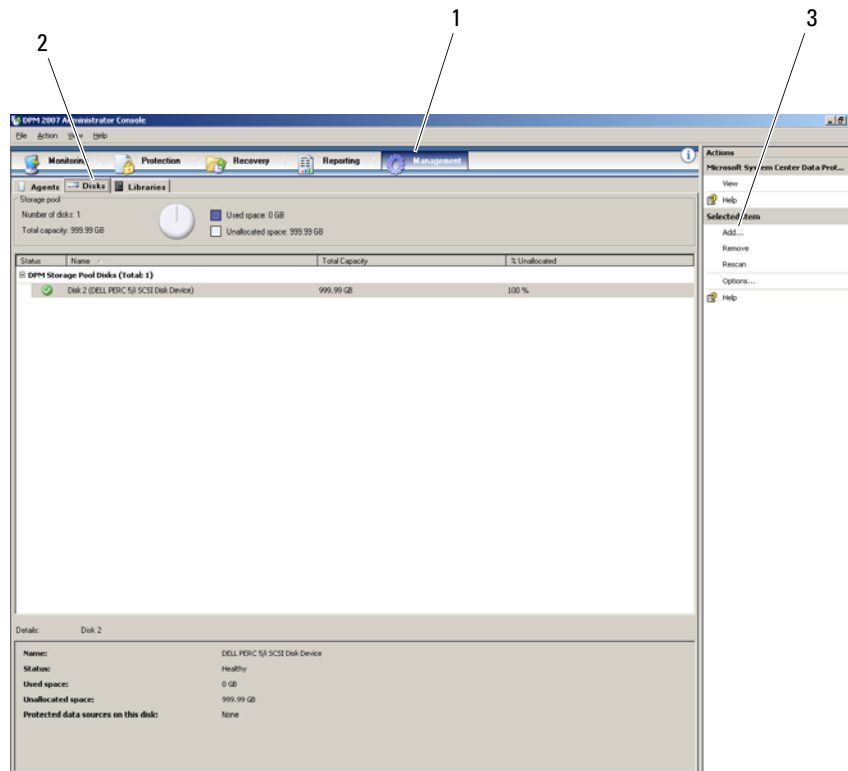 1
2
3
DPM 2007 Administrator Console
File Action View Help
Monitoring Protection Recovery Reporting Management
Agents Disks Libraries
Storage pool
Number of disks: 1
Total capacity: 999.99 GB
Used space: 0 GB
Unallocated space: 999.99 GB
Status Name Total Capacity % Unallocated
DPM Storage Pool Disks (Total: 1)
Disk 2 (DELL PERC 5/i SCSI Disk Device) 999.99 GB 100 %
Details: Disk 2
Name: DELL PERC 5/i SCSI Disk Device
Status: Healthy
Used space: 0 GB
Unallocated space: 999.99 GB
Protected data sources on this disk: None
Actions
Microsoft System Center Data Prot...
View
Help
Selected item
Add...
Remove
Rescan
Options...
Help